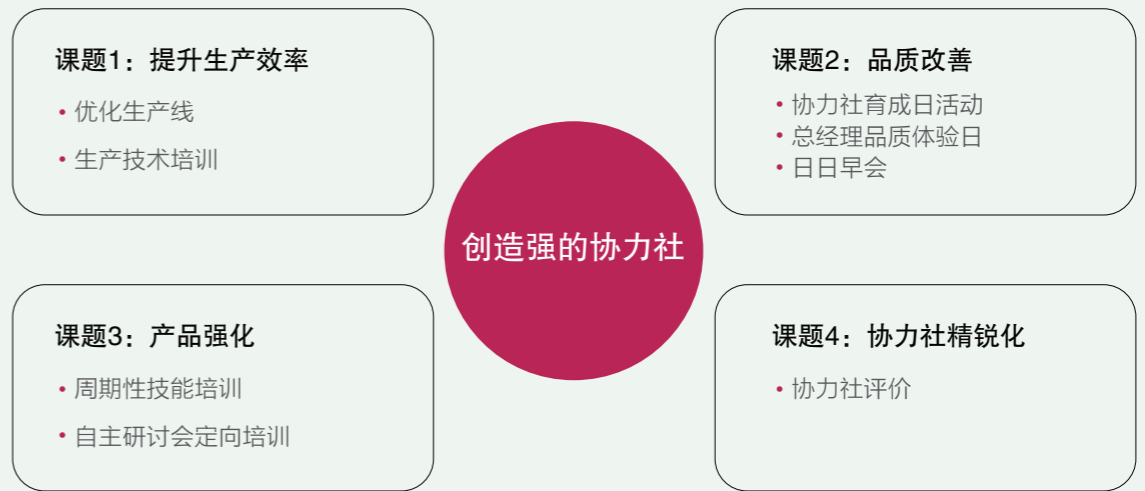 课题1：提升生产效率
• 优化生产线
• 生产技术培训
课题2：品质改善
• 协力社育成日活动
• 总经理品质体验日
• 日日早会
创造强的协力社
课题3：产品强化
• 周期性技能培训
• 自主研讨会定向培训
课题4：协力社精锐化
• 协力社评价